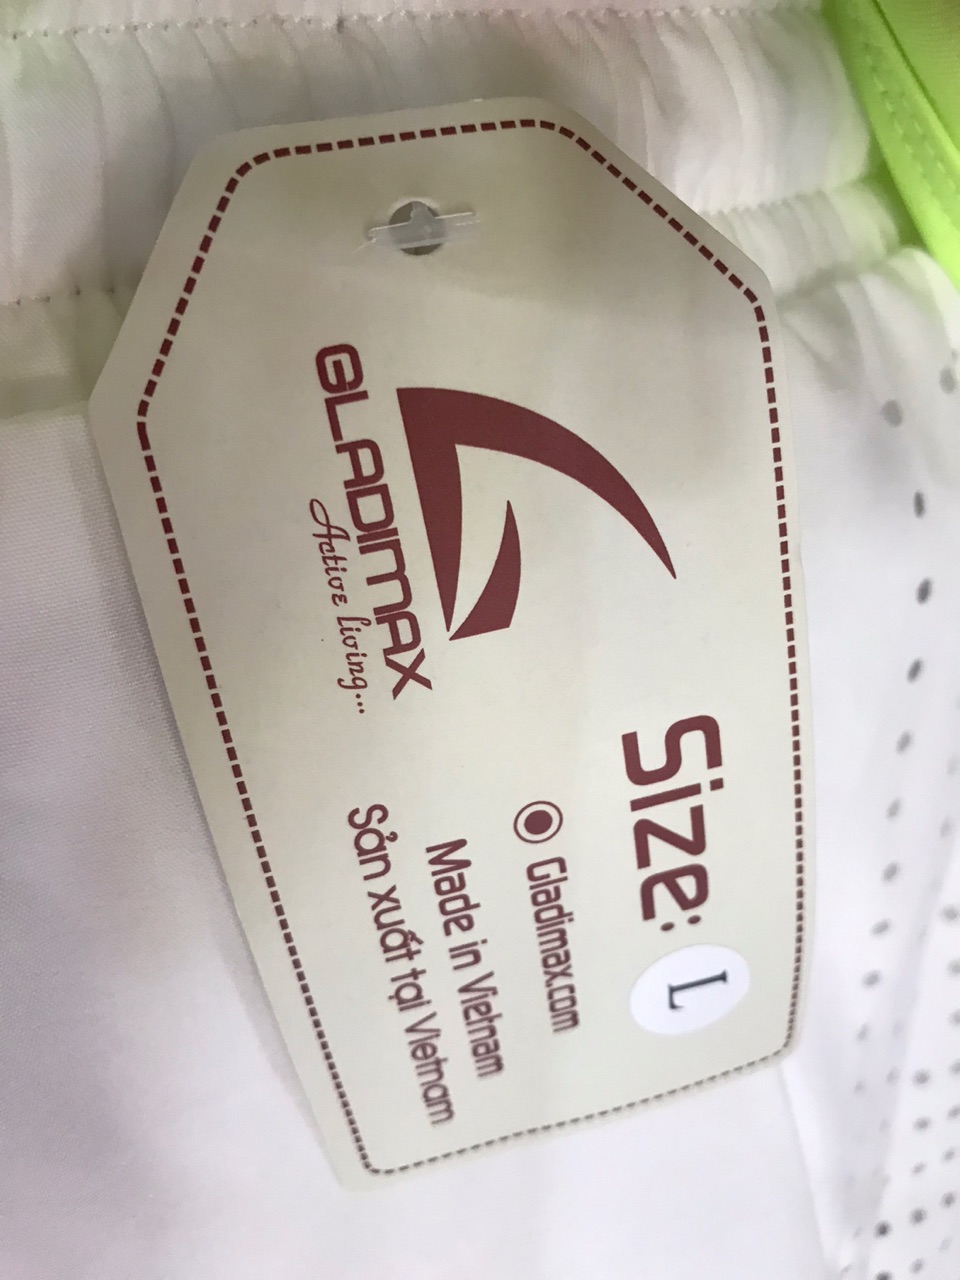 GLADIMAX
Active living...
Size: L
Gladimax.com
Made in Vietnam
Sản xuất tại Vietnam